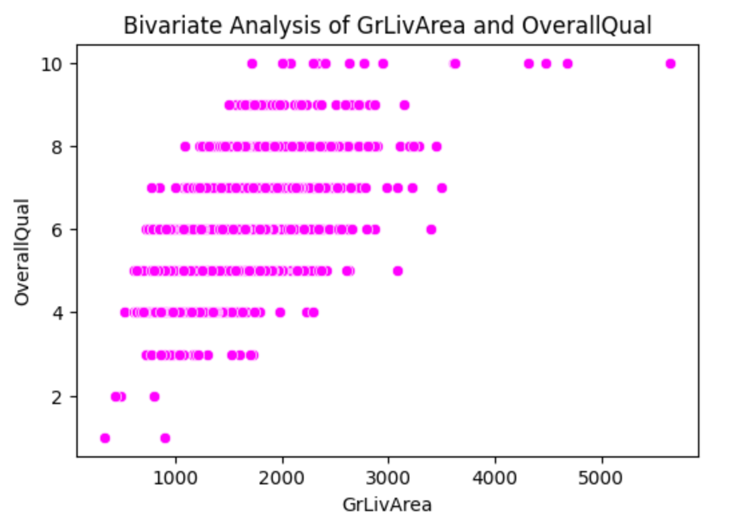 Bivariate Analysis of GrLivArea and OverallQual
10
8
6
4
2
OverallQual
1000 2000 3000 4000 5000
GrLivArea